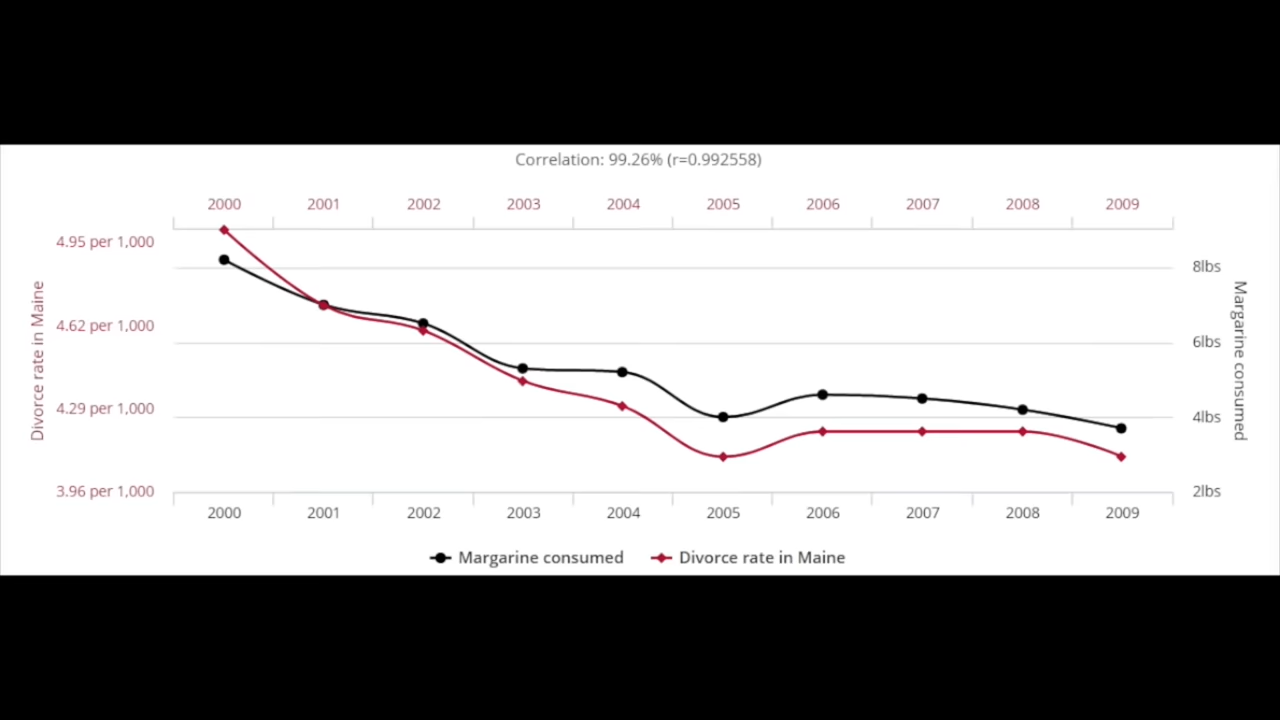 Correlation: 99.26% (r=0.992558)
2000 2001 2002 2003 2004 2005 2006 2007 2008 2009
4.95 per 1,000
8lbs
4.62 per 1,000
6lbs
4.29 per 1,000
4lbs
3.96 per 1,000
2lbs
Divorce rate in Maine
Margarine consumed
2000 2001 2002 2003 2004 2005 2006 2007 2008 2009
Margarine consumed Divorce rate in Maine